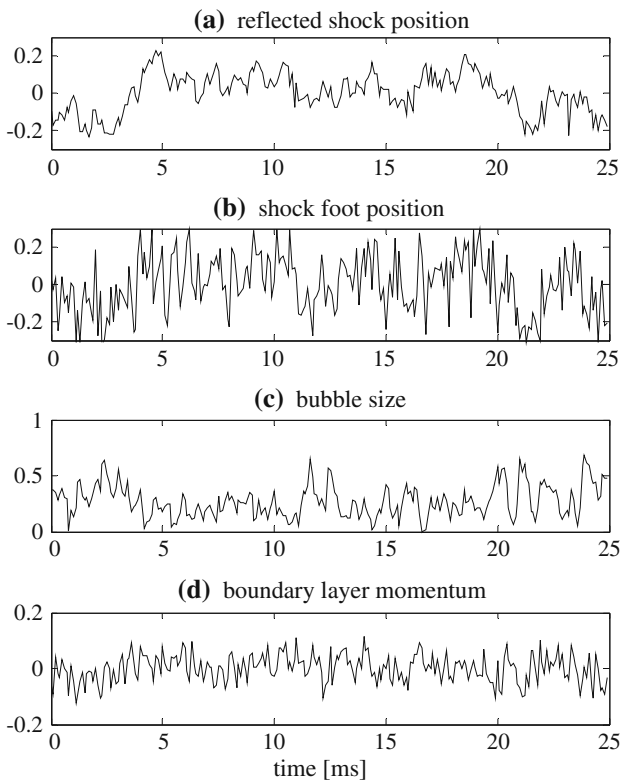 (a) reflected shock position
0.2
0
-0.2
0 5 10 15 20 25
(b) shock foot position
0.2
0
-0.2
0 5 10 15 20 25
(c) bubble size
1
0.5
0
0 5 10 15 20 25
(d) boundary layer momentum
0.2
0
-0.2
0 5 10 15 20 25
time [ms]